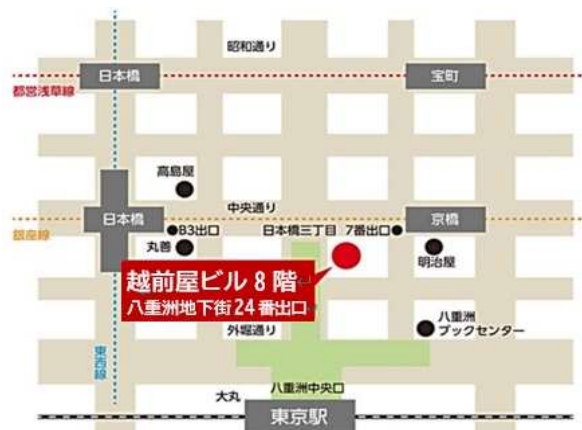 昭和通り
日本橋
宝町
都営浅草線
高島屋
中央通り
日本橋
●B3出口
日本橋三丁目 7番出口●
京橋
銀座線
丸善
明治屋
越前屋ビル 8 階
八重洲地下街 24 番出口
外堀通り
八重洲
ブックセンター
東西線
八重洲中央口
大丸
東京駅